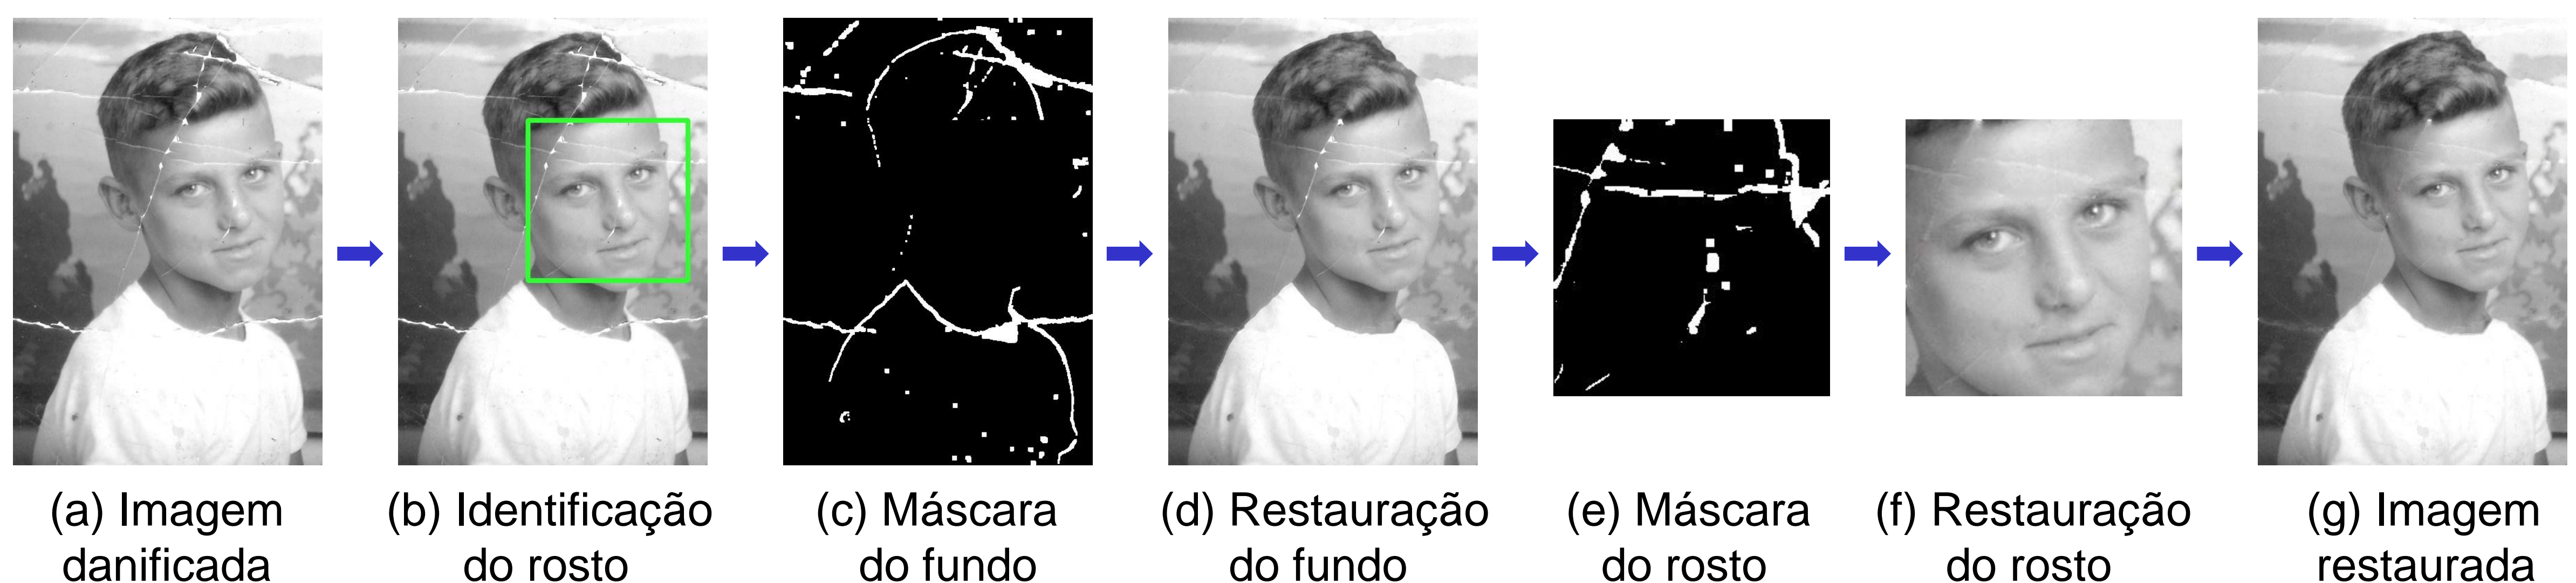 (a) Imagem
danificada
(b) Identificação
do rosto
(c) Máscara
do fundo
(d) Restauração
do fundo
(e) Máscara
do rosto
(f) Restauração
do rosto
(g) Imagem
restaurada